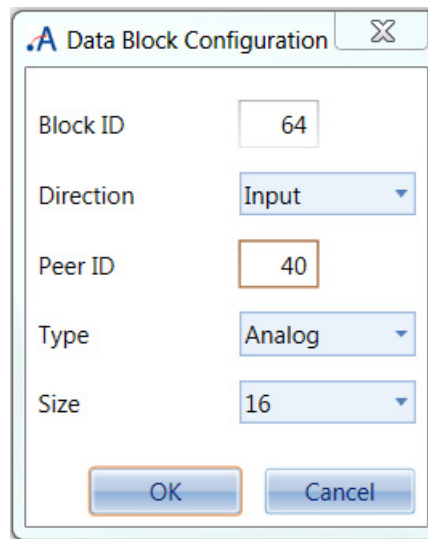 Data Block Configuration
Block ID 64
Direction Input
Peer ID 40
Type Analog
Size 16
OK Cancel